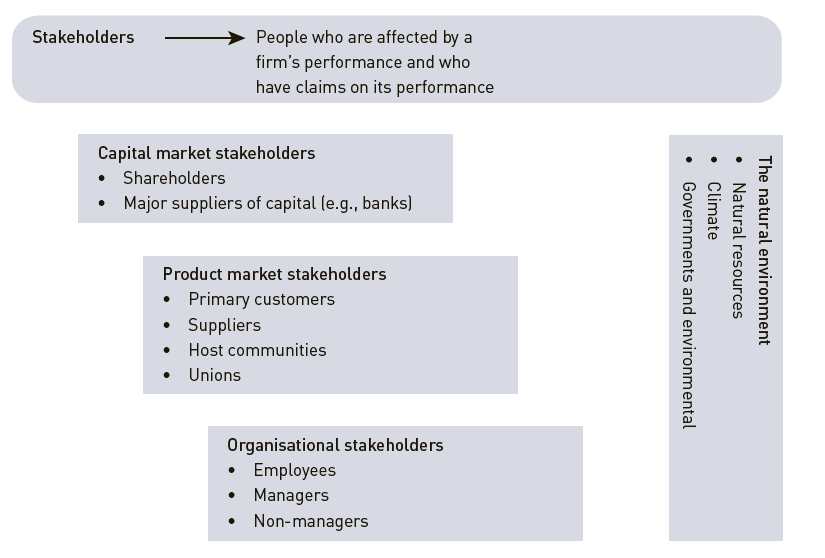 Stakeholders
People who are affected by a
firm's performance and who
have claims on its performance
Capital market stakeholders
• Shareholders
• Major suppliers of capital (e.g., banks)
Product market stakeholders
• Primary customers
• Suppliers
• Host communities
• Unions
Organisational stakeholders
• Employees
• Managers
• Non-managers
The natural environment
• Natural resources
• Climate
• Governments and environmental